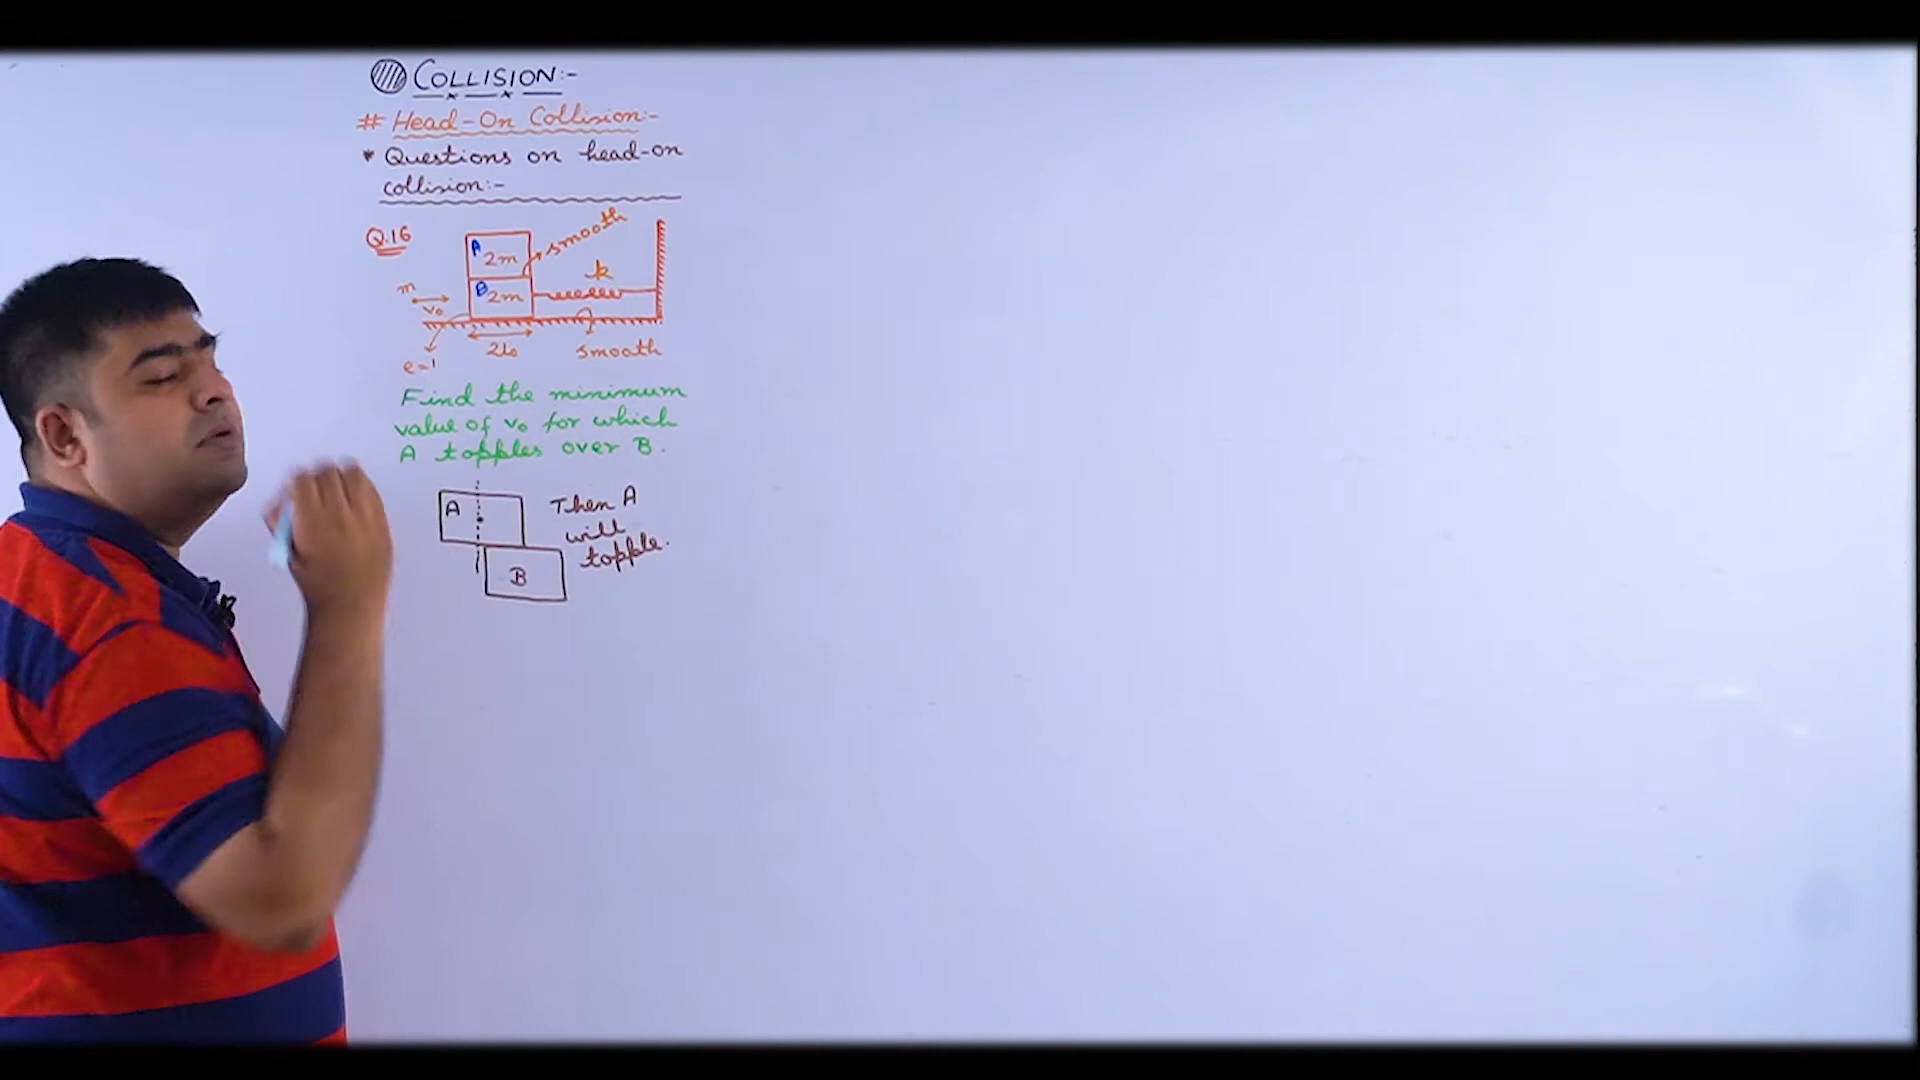 COLLISION:-
# Head-On Collision:-
* Questions on head-on
collision:-
Q.16
smooth
A
2m
B
2m
k
m
v₀
e=1
2l₀
smooth
Find the minimum
value of v₀ for which
A topples over B.
A
Then A
will
topple.
B